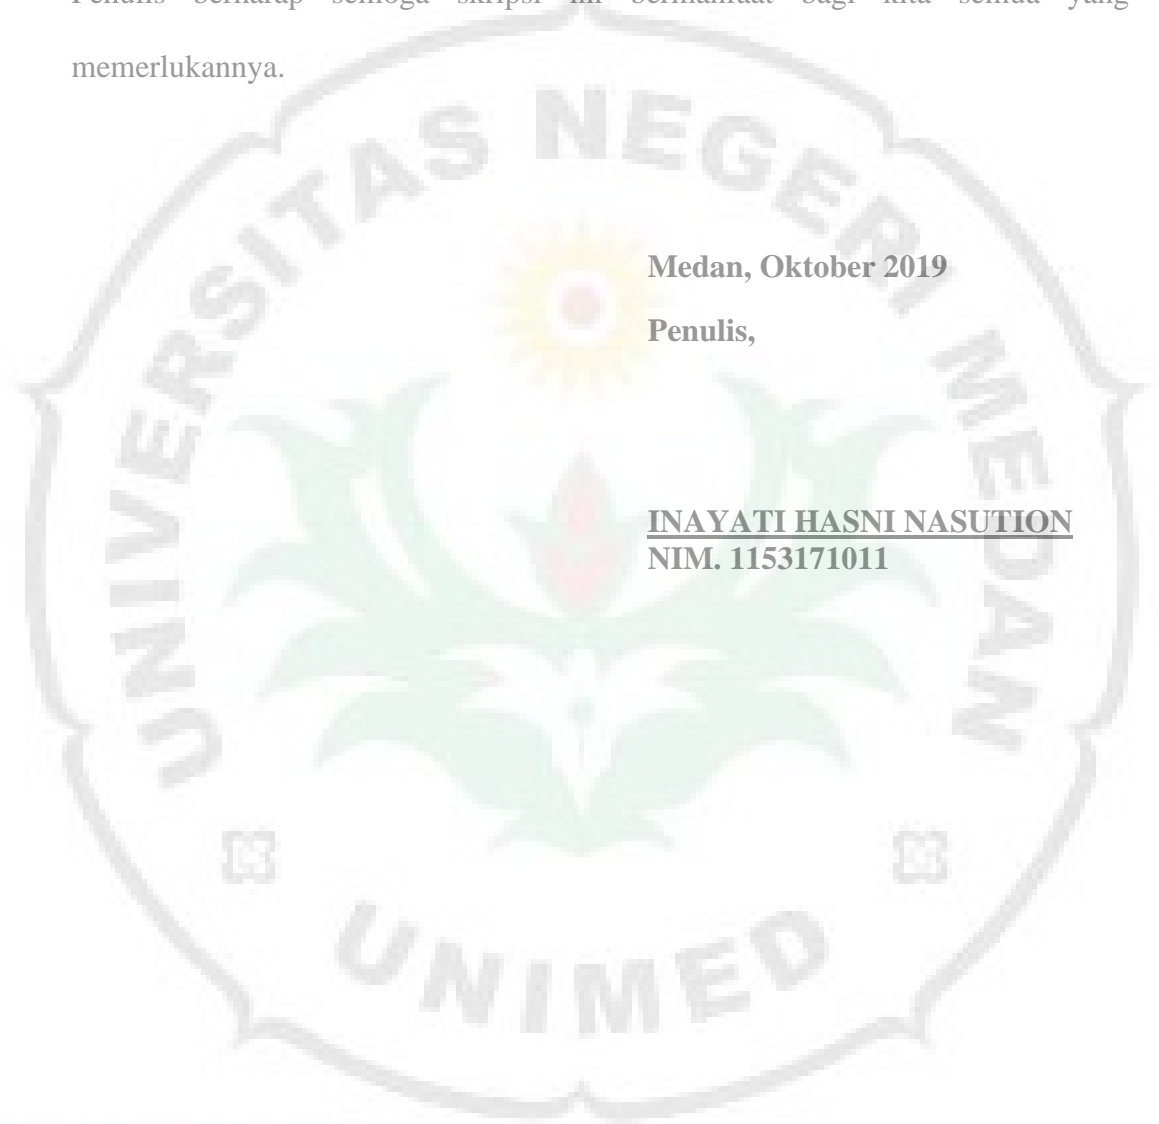 Penulis berharap semoga skripsi ini bermanfaat bagi kita semua yang
memerlukannya.
UNIVERSITAS NEGERI MEDAN
Medan, Oktober 2019
Penulis,
INAYATI HASNI NASUTION
NIM. 1153171011
UNIMED